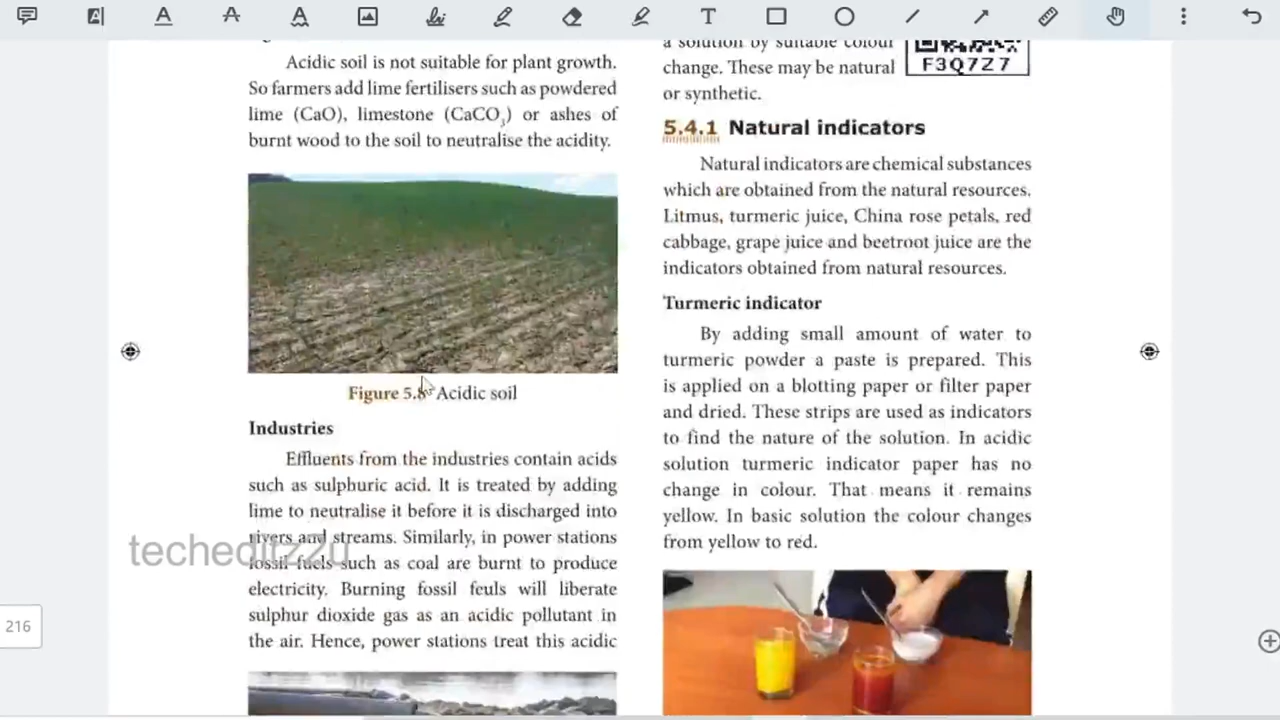 Acidic soil is not suitable for plant growth.
So farmers add lime fertilisers such as powdered
lime (CaO), limestone (CaCO3) or ashes of
burnt wood to the soil to neutralise the acidity.
Figure 5.8 Acidic soil
Industries
Effluents from the industries contain acids
such as sulphuric acid. It is treated by adding
lime to neutralise it before it is discharged into
rivers and streams. Similarly, in power stations
fossil fuels such as coal are burnt to produce
electricity. Burning fossil feuls will liberate
sulphur dioxide gas as an acidic pollutant in
the air. Hence, power stations treat this acidic
techeditz2u
216
a solution by suitable colour
change. These may be natural
or synthetic.
F3Q7Z7
5.4.1 Natural indicators
Natural indicators are chemical substances
which are obtained from the natural resources.
Litmus, turmeric juice, China rose petals, red
cabbage, grape juice and beetroot juice are the
indicators obtained from natural resources.
Turmeric indicator
By adding small amount of water to
turmeric powder a paste is prepared. This
is applied on a blotting paper or filter paper
and dried. These strips are used as indicators
to find the nature of the solution. In acidic
solution turmeric indicator paper has no
change in colour. That means it remains
yellow. In basic solution the colour changes
from yellow to red.